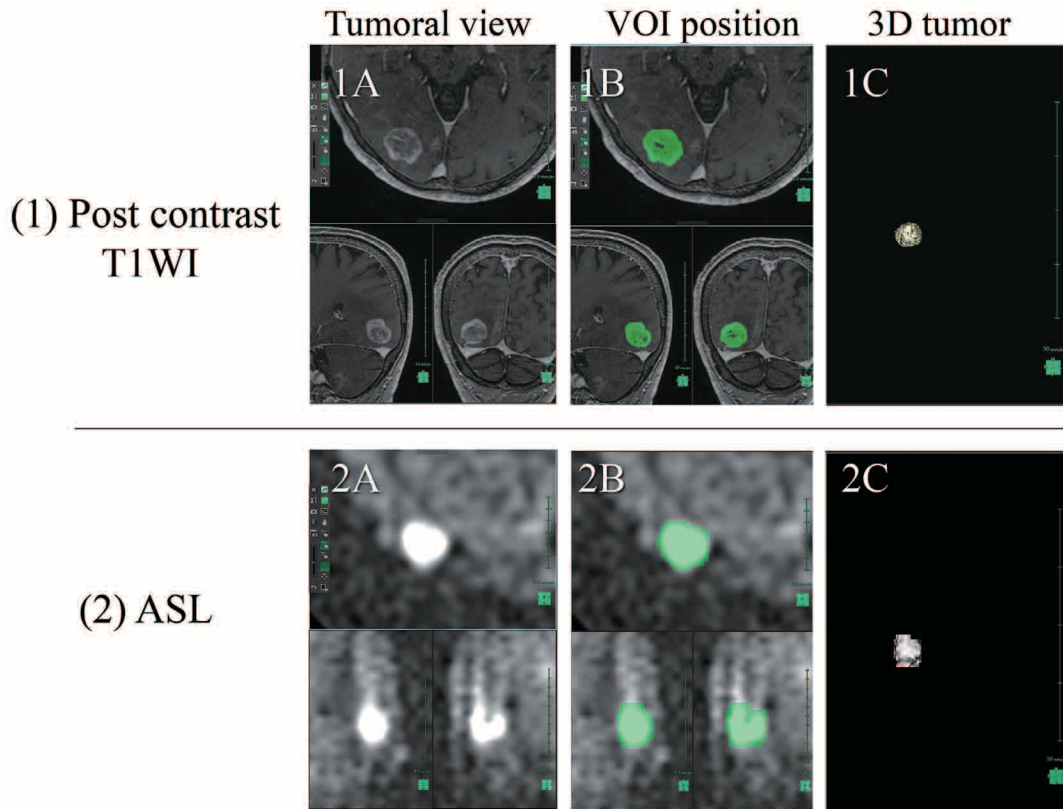 Tumoral view VOI position 3D tumor
1A 1B 1C
(1) Post contrast
T1WI
2A 2B 2C
(2) ASL